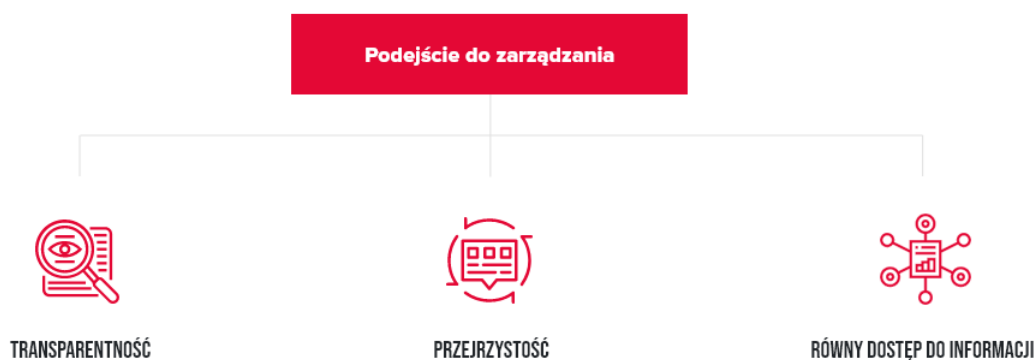 Podejście do zarządzania
TRANSPARENTNOŚĆ
PRZEJRZYSTOŚĆ
RÓWNY DOSTĘP DO INFORMACJI